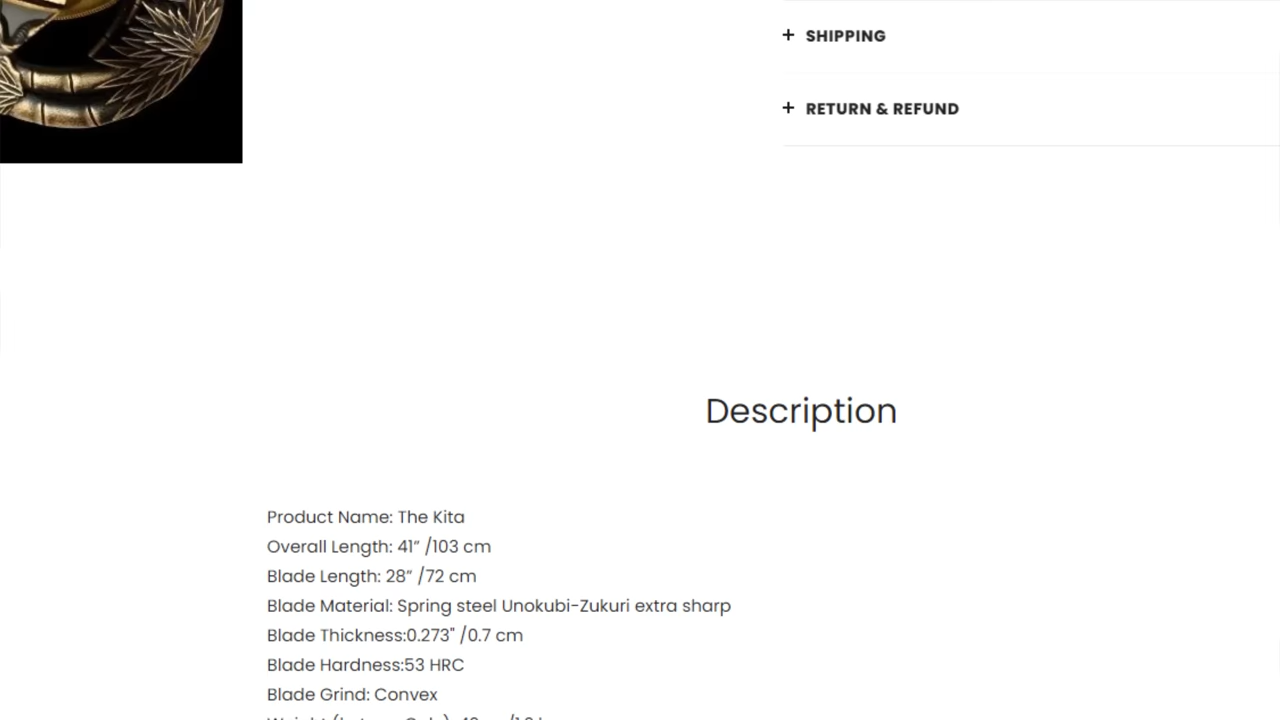 + SHIPPING
+ RETURN & REFUND
Description
Product Name: The Kita
Overall Length: 41” /103 cm
Blade Length: 28” /72 cm
Blade Material: Spring steel Unokubi-Zukuri extra sharp
Blade Thickness:0.273" /0.7 cm
Blade Hardness:53 HRC
Blade Grind: Convex